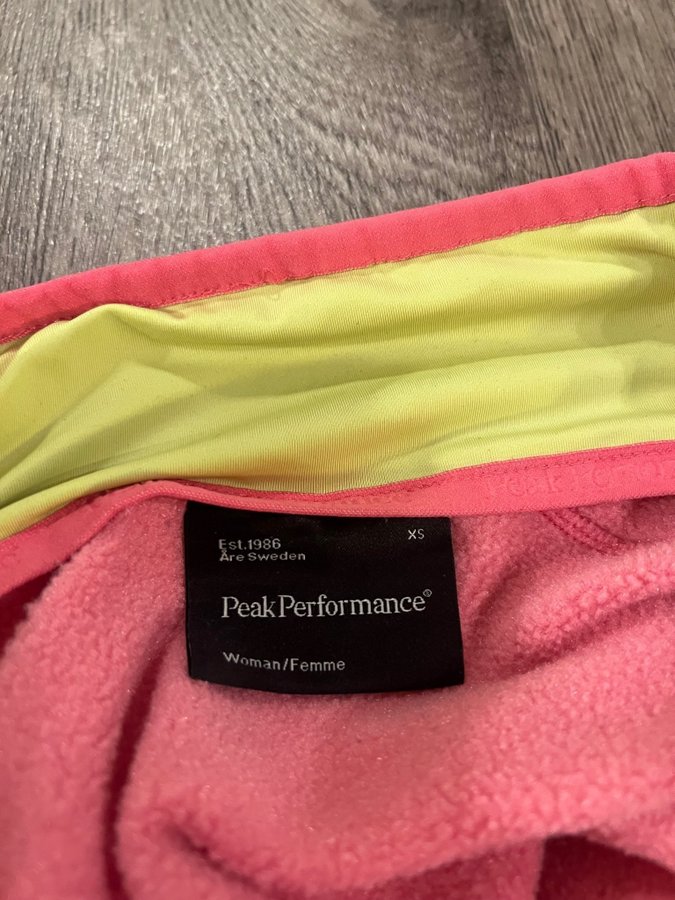 Est.1986
XS
Åre Sweden
PeakPerformance®
Woman/Femme